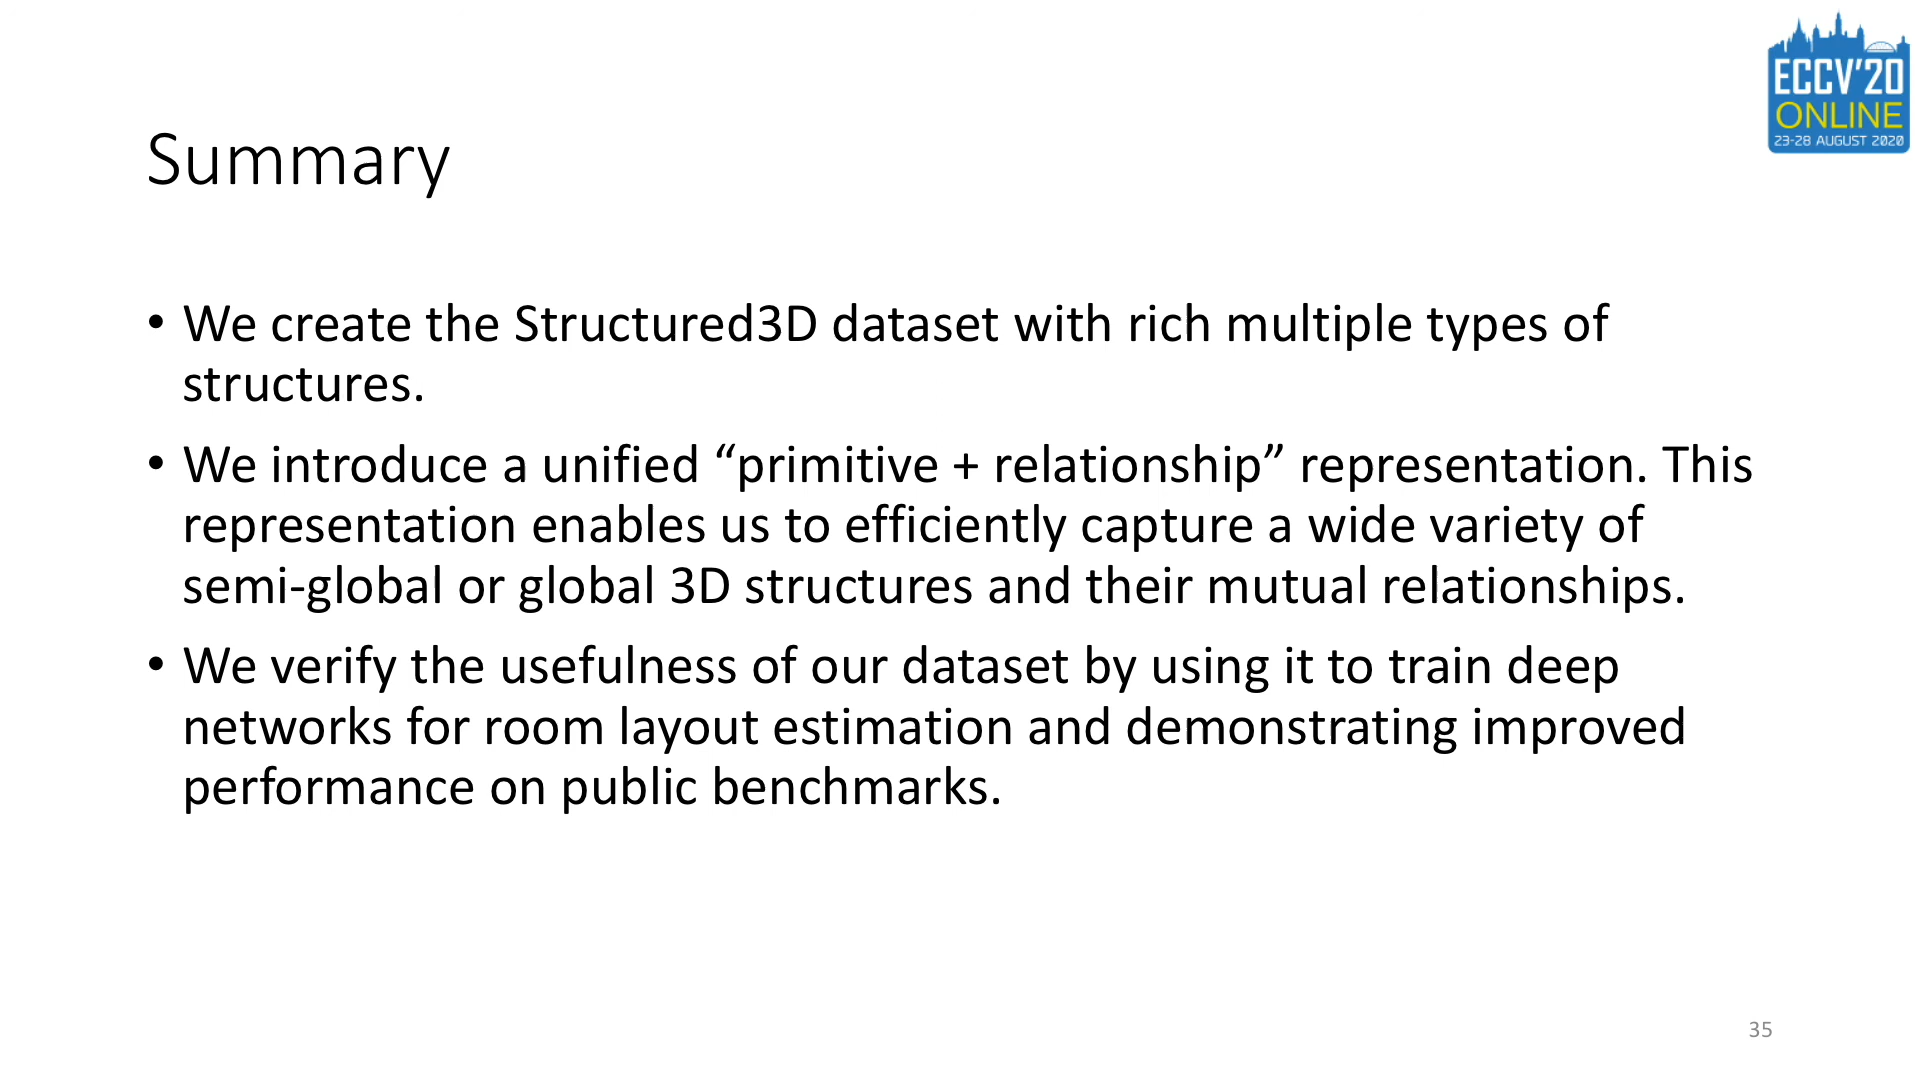 ECCV'20
ONLINE
23-28 AUGUST 2020
Summary
• We create the Structured3D dataset with rich multiple types of
structures.
• We introduce a unified “primitive + relationship” representation. This
representation enables us to efficiently capture a wide variety of
semi-global or global 3D structures and their mutual relationships.
• We verify the usefulness of our dataset by using it to train deep
networks for room layout estimation and demonstrating improved
performance on public benchmarks.
35